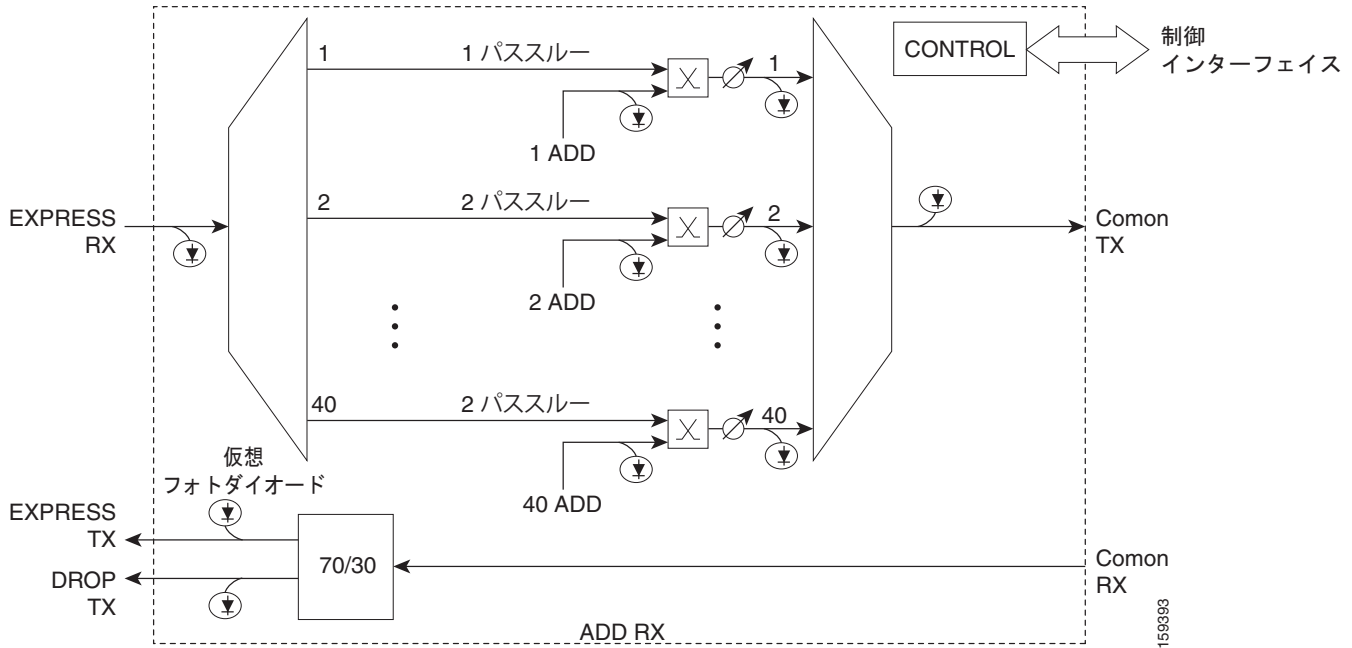 CONTROL
制御
インターフェイス
1
1 パススルー
1
1 ADD
2
2 パススルー
2
2 ADD
EXPRESS
RX
Comon
TX
40
2 パススルー
40
40 ADD
仮想
フォトダイオード
EXPRESS
TX
DROP
TX
70/30
Comon
RX
ADD RX
159393